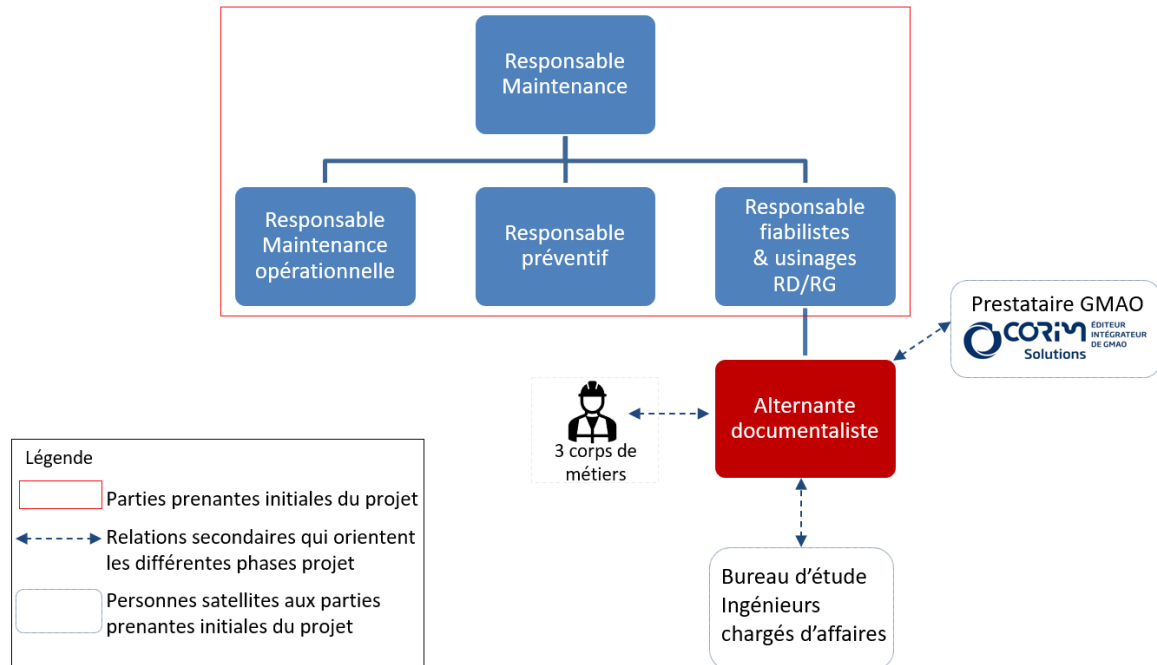 Responsable
Maintenance
Responsable
Maintenance
opérationnelle
Responsable
préventif
Responsable
fiabilistes
& usinages
RD/RG
Prestataire GMAO
CORIM
Solutions
ÉDITEUR
INTÉGRATEUR
DE GMAO
Alternante
documentaliste
3 corps de
métiers
Légende
Parties prenantes initiales du projet
Relations secondaires qui orientent
les différentes phases projet
Personnes satellites aux parties
prenantes initiales du projet
Bureau d'étude
Ingénieurs
chargés d'affaires